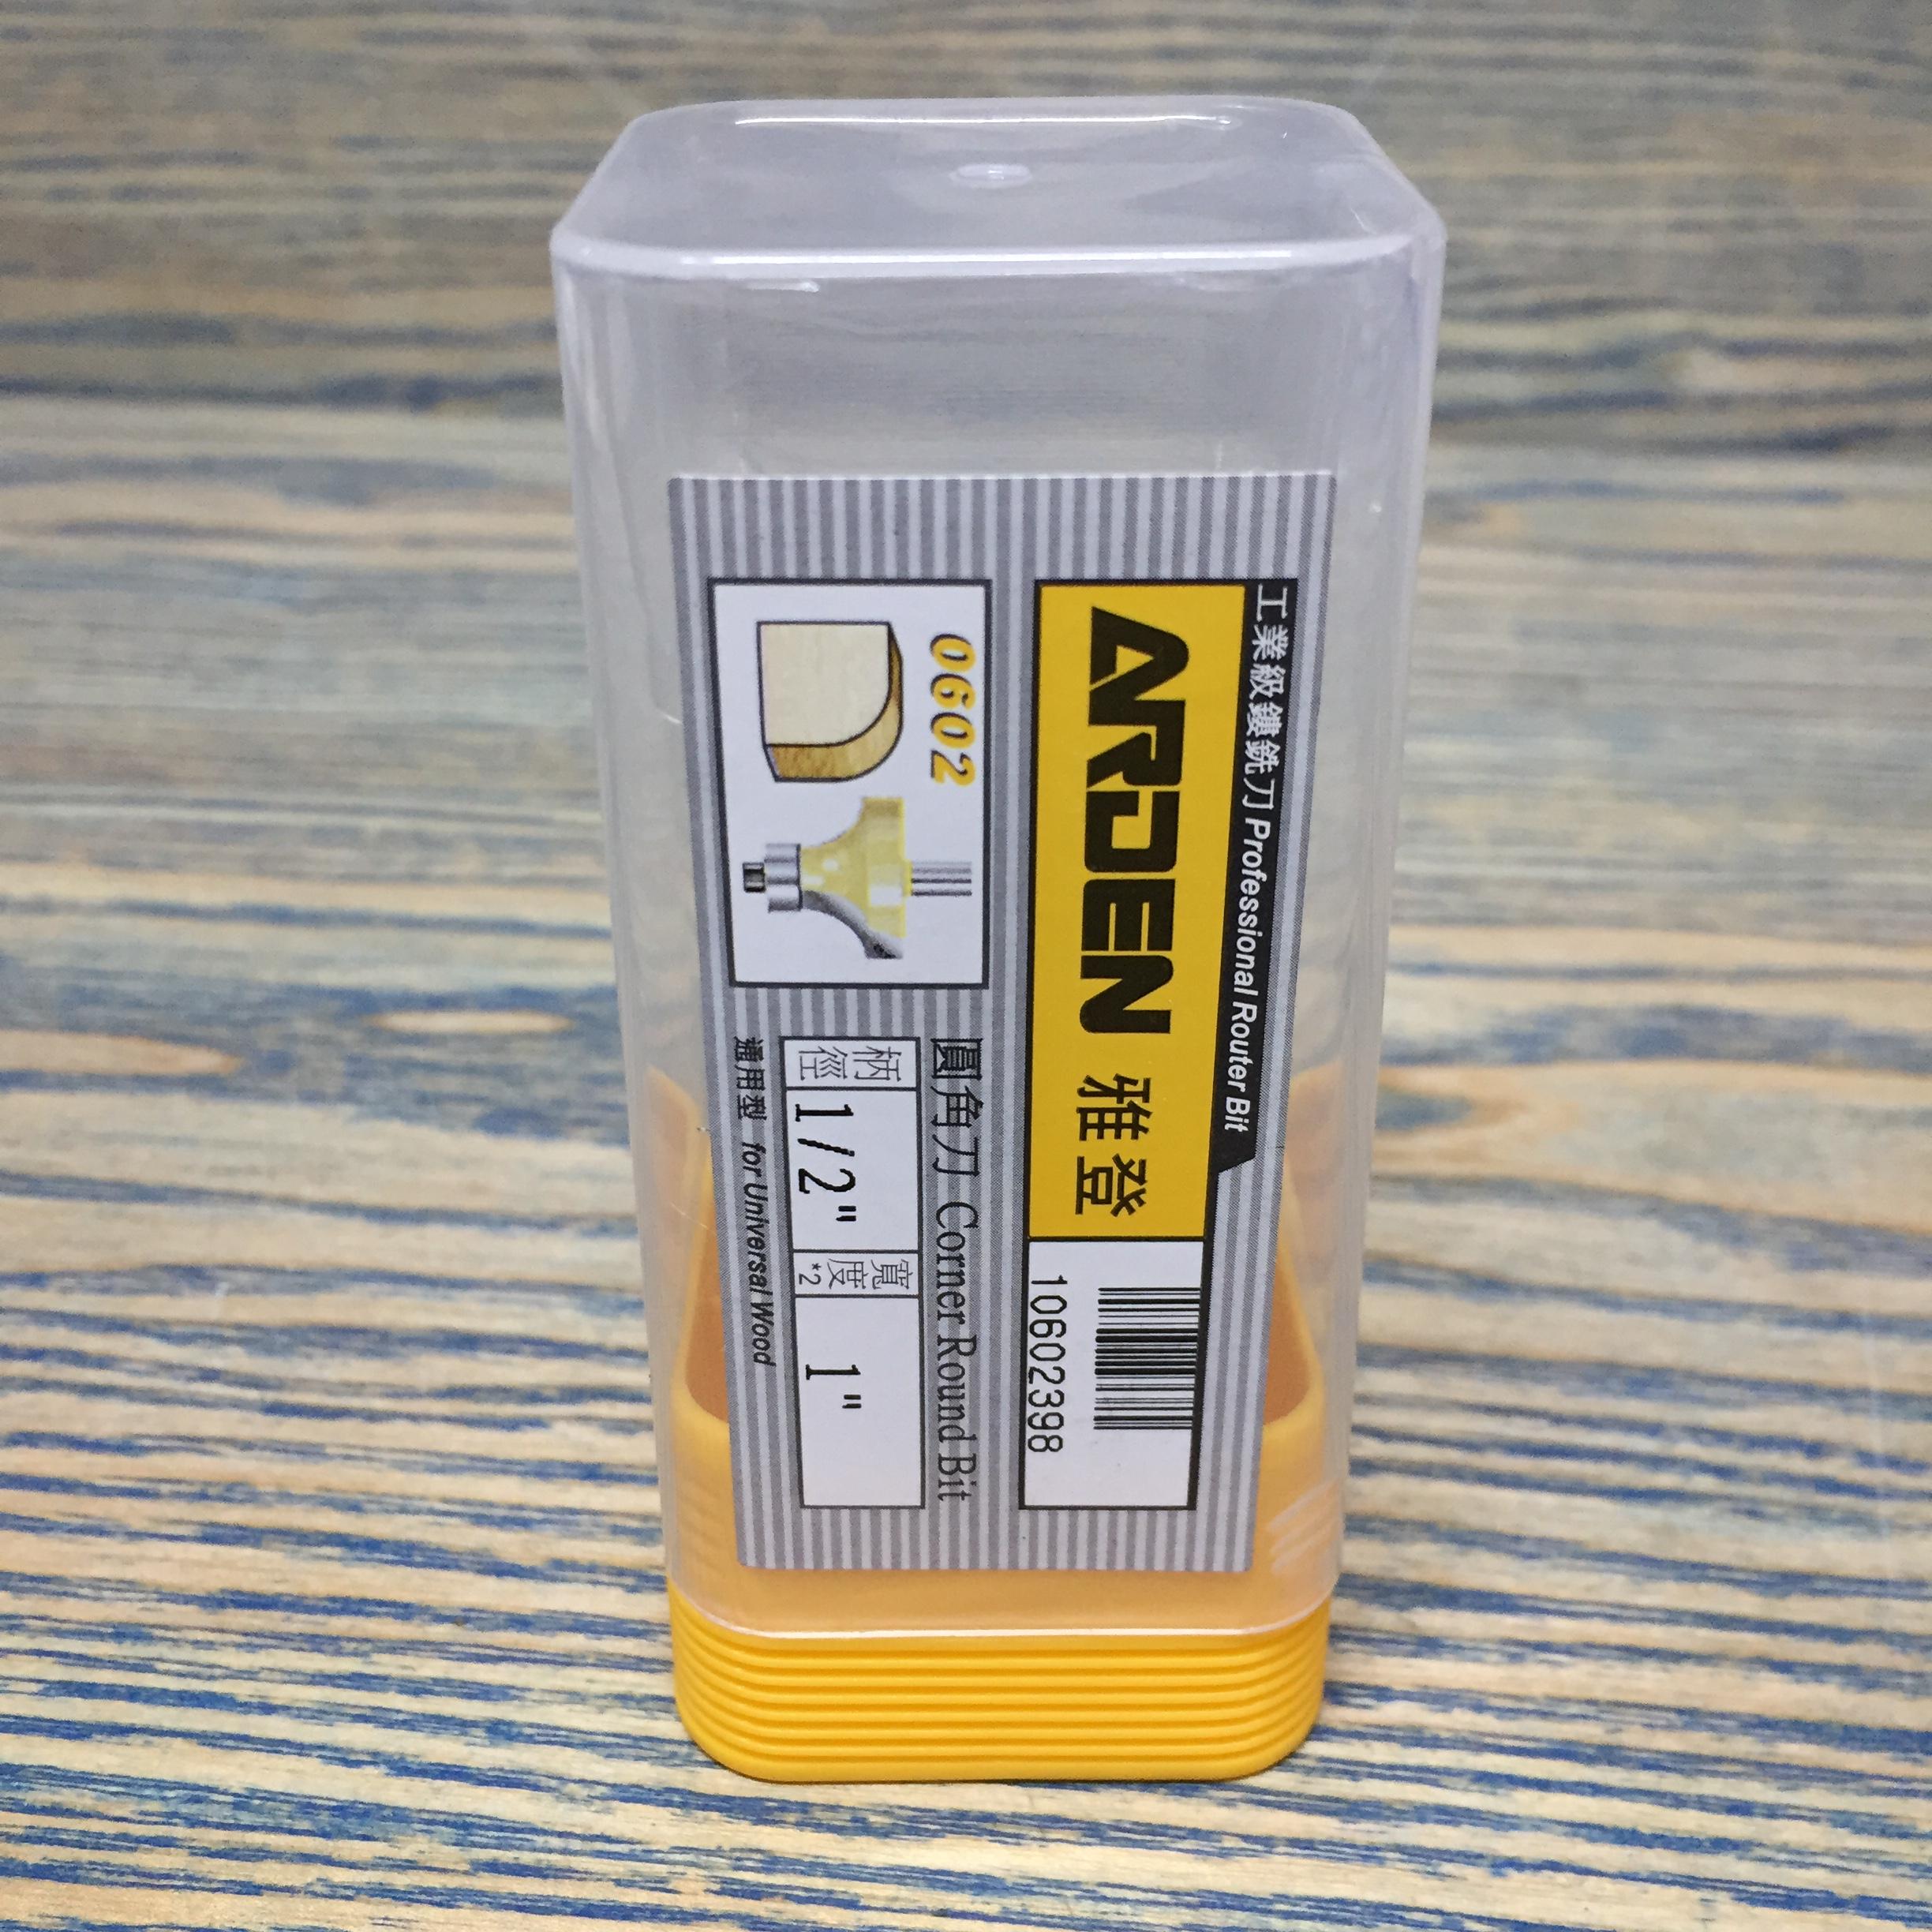 工業級鏤銑刀 Professional Router Bit
ARDEN 雅登
10602398
0602
圓角刀 Corner Round Bit
柄徑 1/2" 寬度*2 1"
通用型 for Universal Wood